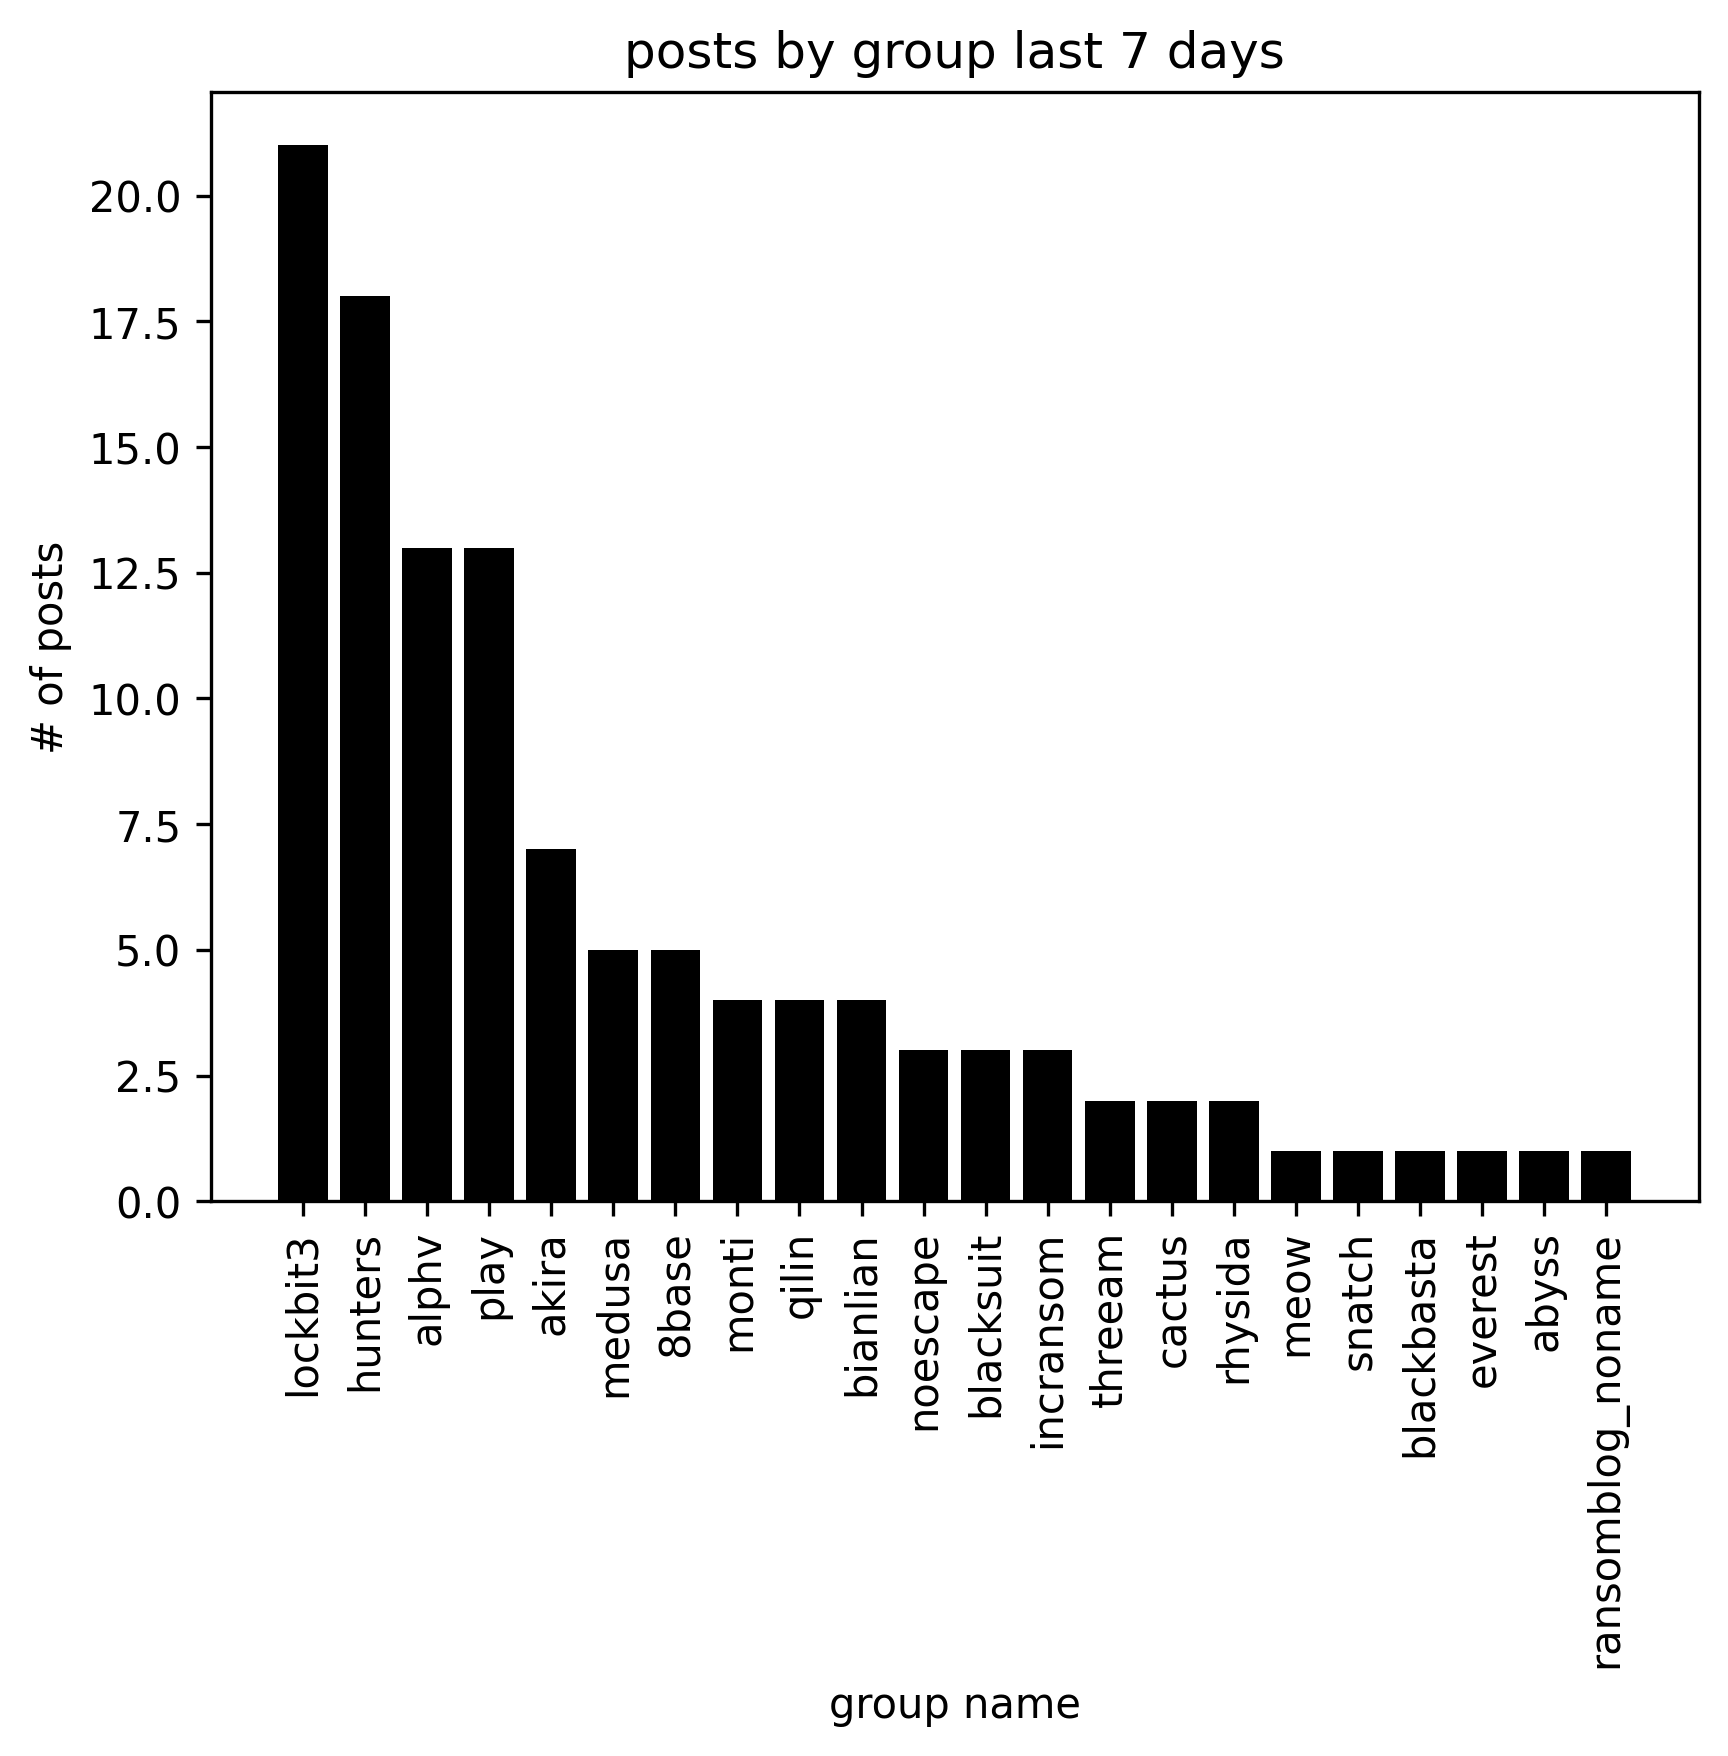 posts by group last 7 days
# of posts
20.0
17.5
15.0
12.5
10.0
7.5
5.0
2.5
0.0
lockbit3
hunters
alphv
play
akira
medusa
8base
monti
qilin
bianlian
noescape
blacksuit
incransom
threeam
cactus
rhysida
meow
snatch
blackbasta
everest
abyss
ransomblog_noname
group name